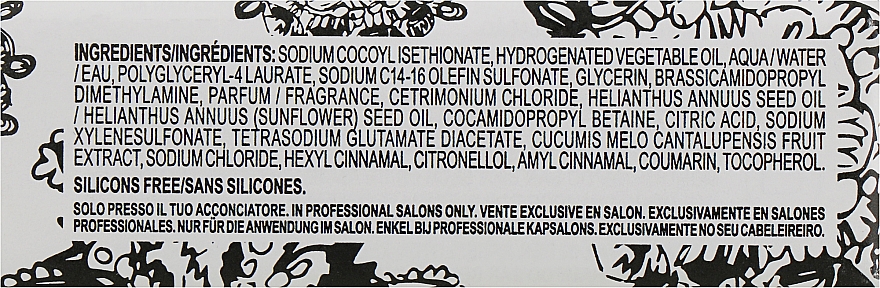 INGREDIENTS/INGRÉDIENTS: SODIUM COCOYL ISETHIONATE, HYDROGENATED VEGETABLE OIL, AQUA / WATER
/ EAU, POLYGLYCERYL-4 LAURATE, SODIUM C14-16 OLEFIN SULFONATE, GLYCERIN, BRASSICAMIDOPROPYL
DIMETHYLAMINE, PARFUM / FRAGRANCE, CETRIMONIUM CHLORIDE, HELIANTHUS ANNUUS SEED OIL
/ HELIANTHUS ANNUUS (SUNFLOWER) SEED OIL, COCAMIDOPROPYL BETAINE, CITRIC ACID, SODIUM
XYLENESULFONATE, TETRASODIUM GLUTAMATE DIACETATE, CUCUMIS MELO CANTALUPENSIS FRUIT
EXTRACT, SODIUM CHLORIDE, HEXYL CINNAMAL, CITRONELLOL, AMYL CINNAMAL, COUMARIN, TOCOPHEROL.
SILICONS FREE/SANS SILICONES.
SOLO PRESSO IL TUO ACCONCIATORE. IN PROFESSIONAL SALONS ONLY. VENTE EXCLUSIVE EN SALON. EXCLUSIVAMENTE EN SALONES
PROFESSIONALES. NUR FÜR DIE ANWENDUNG IM SALON. ENKEL BIJ PROFESSIONALE KAPSALONS. EXCLUSIVAMENTE NO SEU CABELEIREIRO.